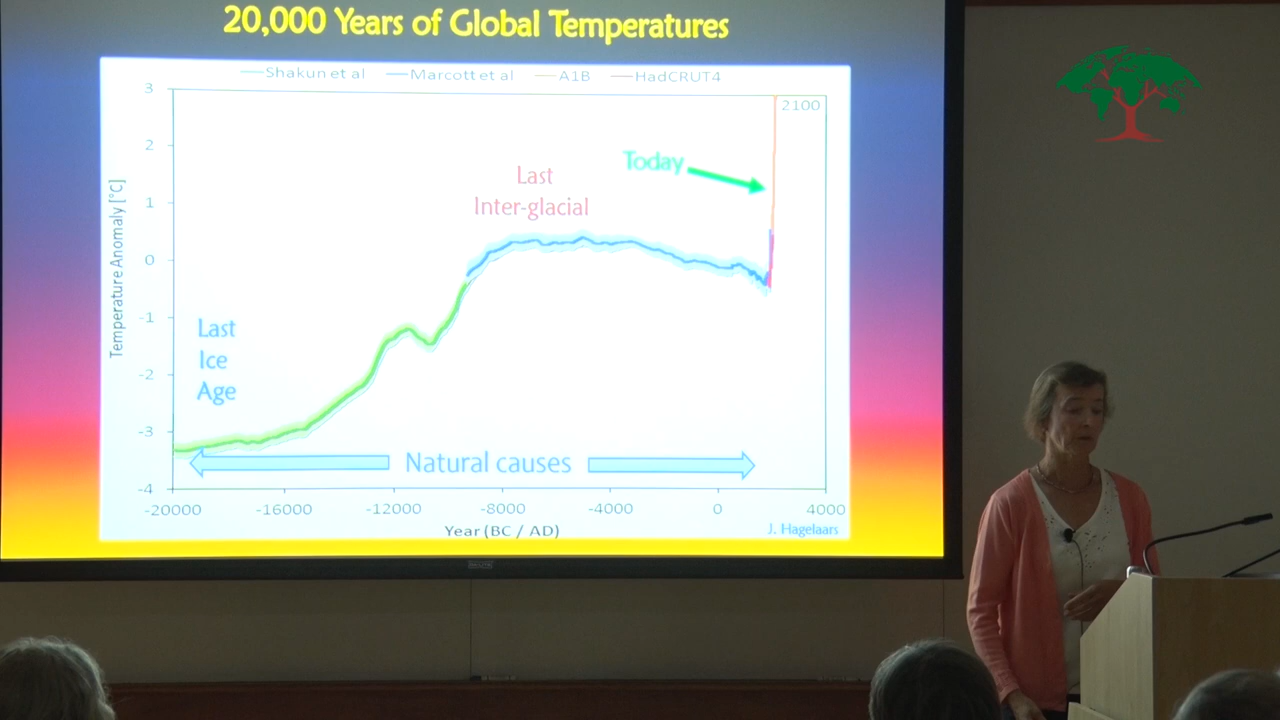 20,000 Years of Global Temperatures
Shakun et al Marcott et al A1B HadCRUT4
3
2
1
0
-1
-2
-3
-4
Temperature Anomaly [°C]
2100
Today
Last
Inter-glacial
Last
Ice
Age
Natural causes
-20000 -16000 -12000 -8000 -4000 0 4000
Year (BC / AD)
J. Hagelaars